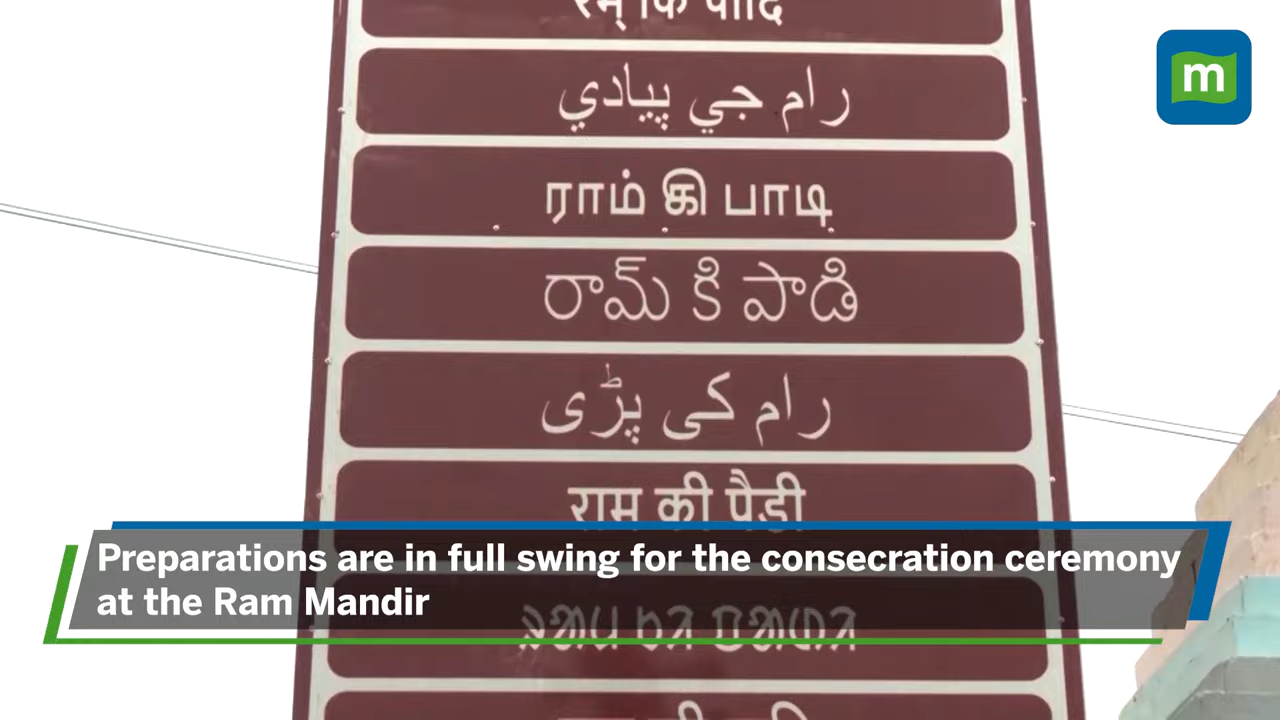 रम् कि पादि
رام جي پيادي
ராம் கி பாடி
రామ్ కి పాడి
رام کی پڑی
राम की पैड़ी
Preparations are in full swing for the consecration ceremony
at the Ram Mandir
m